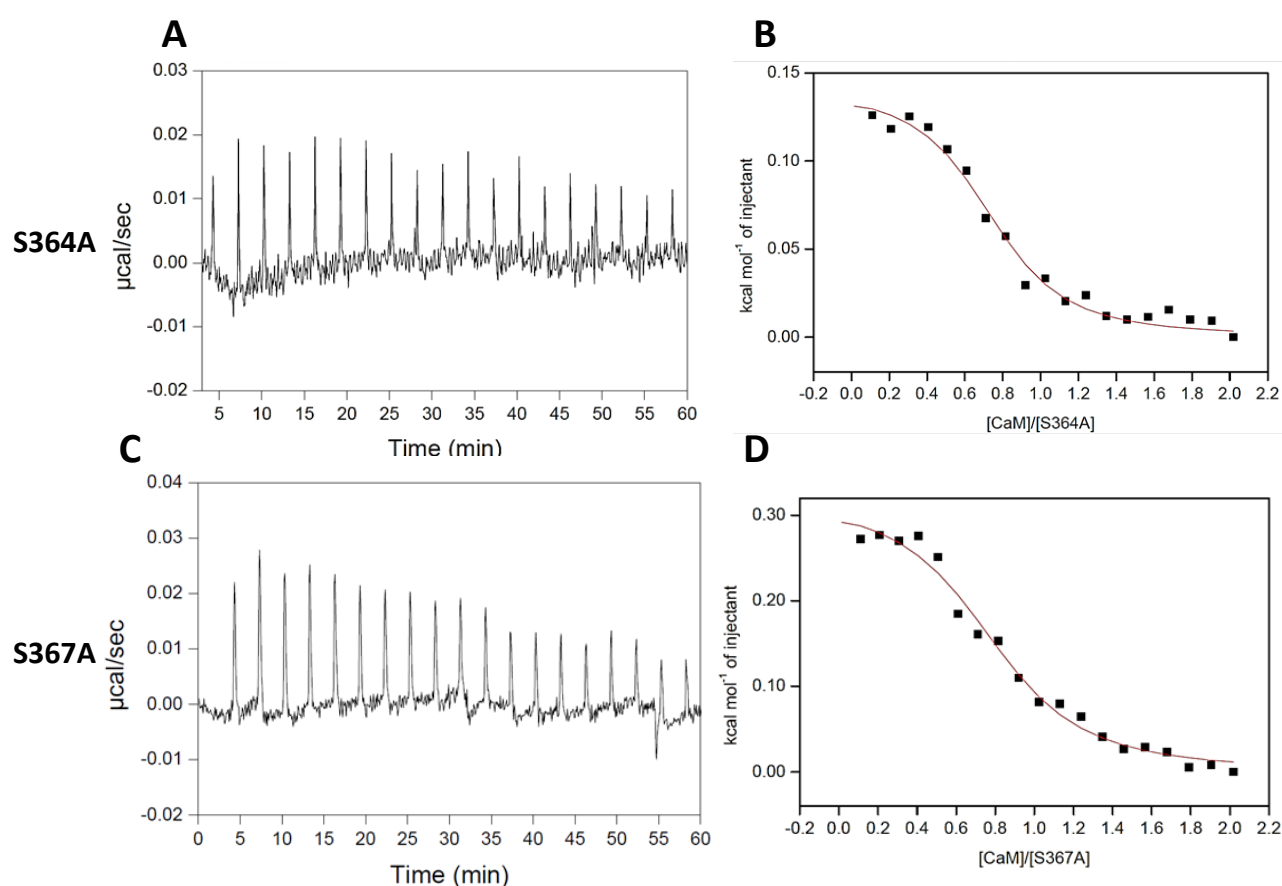 A
S364A
µcal/sec
0.03
0.02
0.01
0.00
-0.01
-0.02
5 10 15 20 25 30 35 40 45 50 55 60
Time (min)
B
kcal mol⁻¹ of injectant
0.15
0.10
0.05
0.00
-0.2 0.0 0.2 0.4 0.6 0.8 1.0 1.2 1.4 1.6 1.8 2.0 2.2
[CaM]/[S364A]
C
S367A
µcal/sec
0.04
0.03
0.02
0.01
0.00
-0.01
-0.02
0 5 10 15 20 25 30 35 40 45 50 55 60
Time (min)
D
kcal mol⁻¹ of injectant
0.30
0.20
0.10
0.00
-0.2 0.0 0.2 0.4 0.6 0.8 1.0 1.2 1.4 1.6 1.8 2.0 2.2
[CaM]/[S367A]